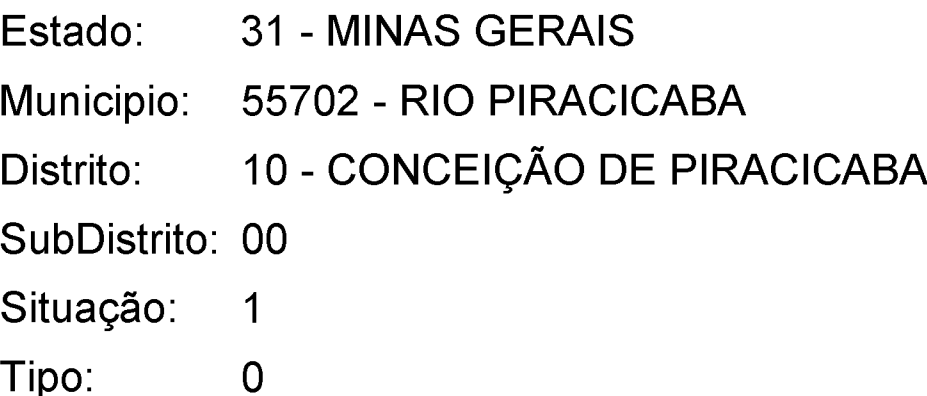 Estado: 31 - MINAS GERAIS
Municipio: 55702 - RIO PIRACICABA
Distrito: 10 - CONCEIÇÃO DE PIRACICABA
SubDistrito: 00
Situação: 1
Tipo: 0